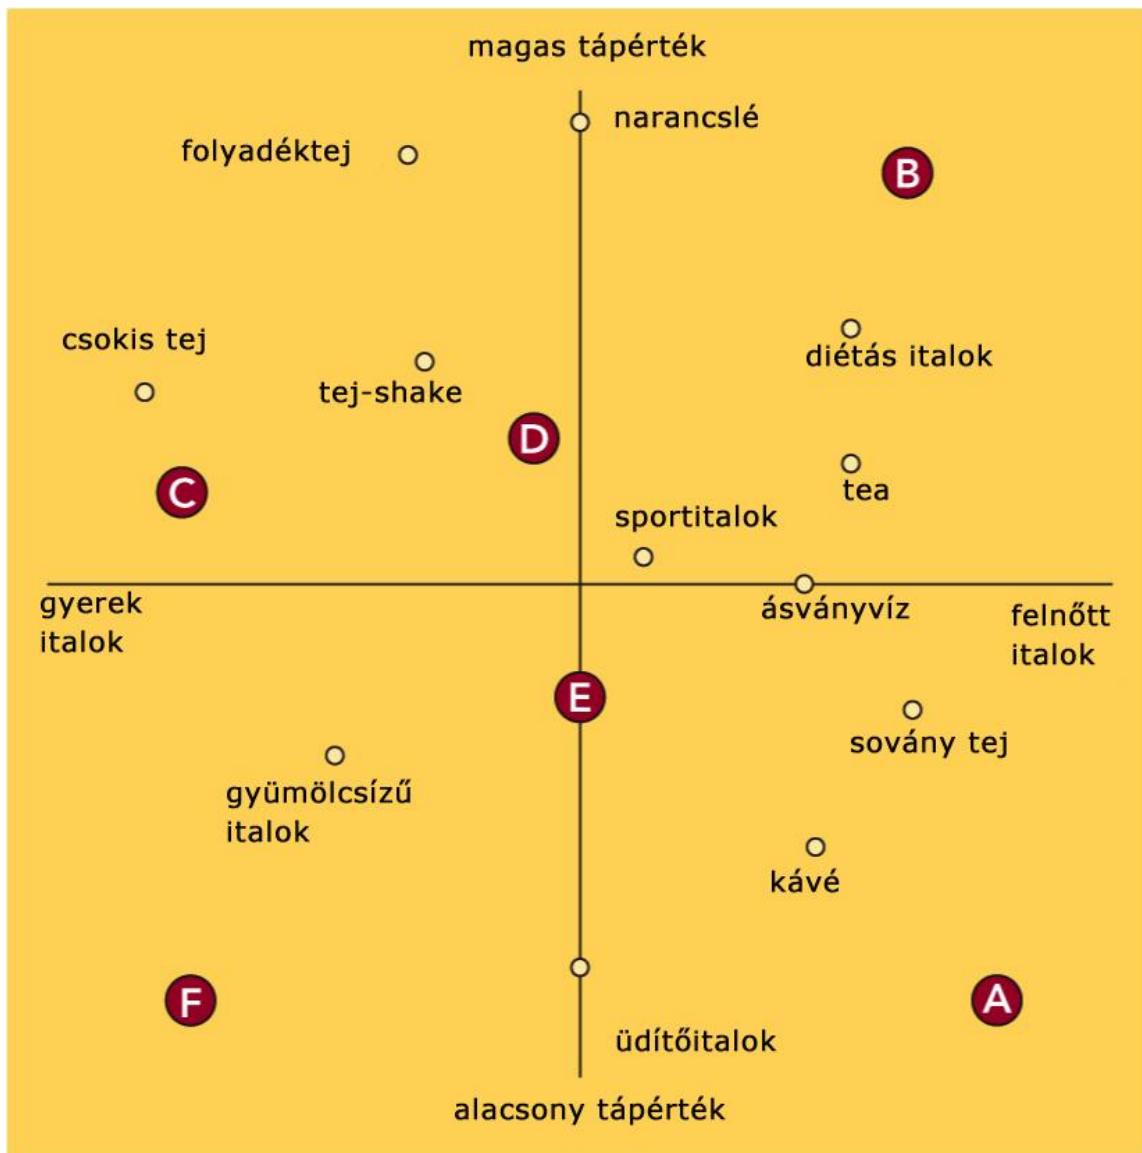 magas tápérték
narancslé
folyadéktej
B
csokis tej
diétás italok
tej-shake
D
C
tea
sportitalok
gyerek
italok
ásványvíz
felnőtt
italok
E
sovány tej
gyümölcsízű
italok
kávé
F
A
üdítőitalok
alacsony tápérték